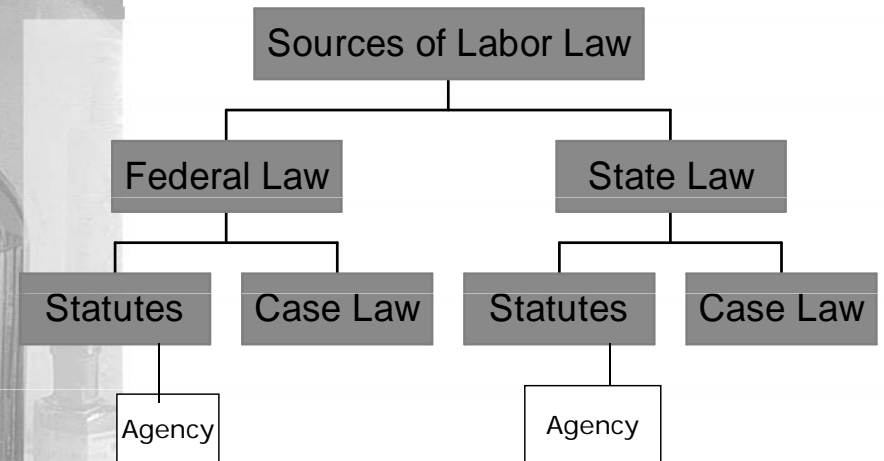 Sources of Labor Law
Federal Law State Law
Statutes Case Law Statutes Case Law
Agency Agency